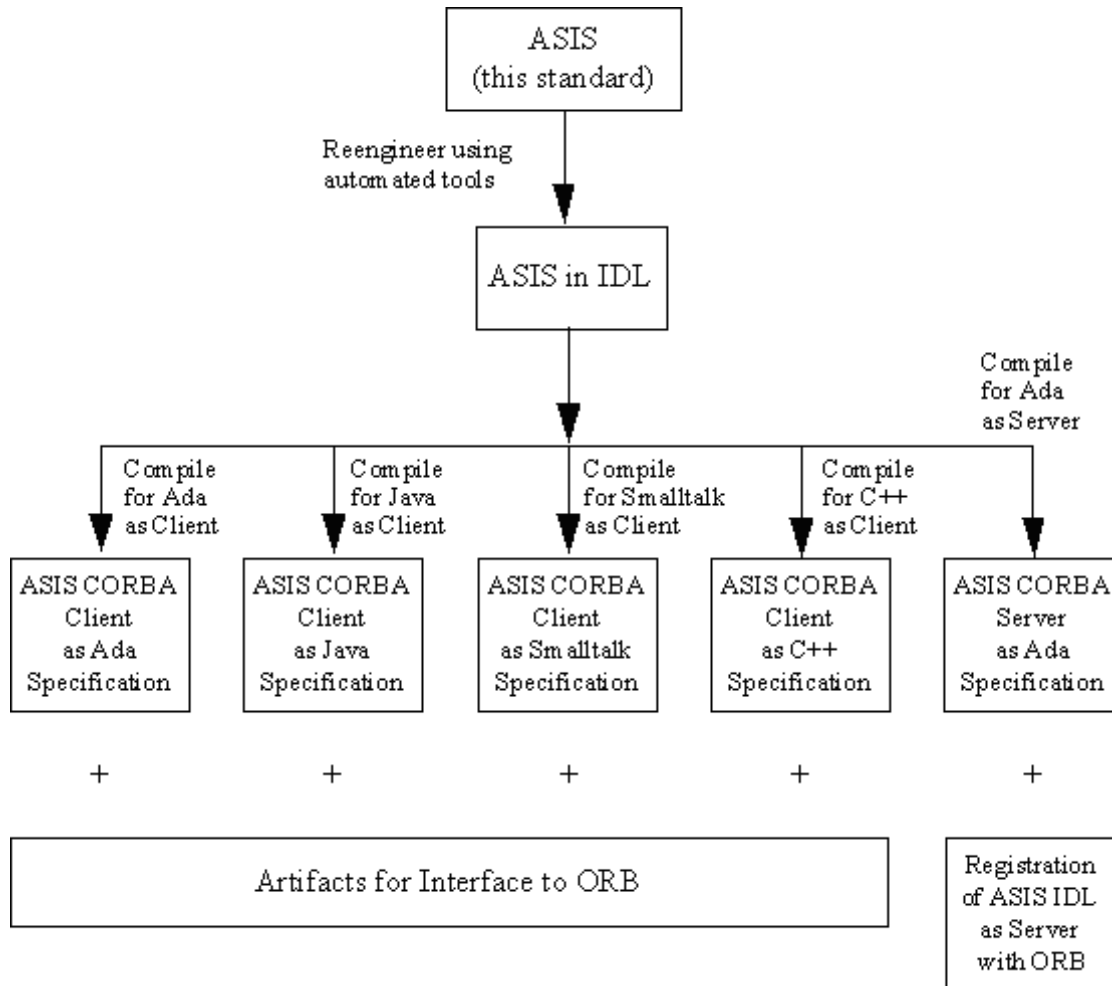 ASIS
(this standard)
Reengineer using
automated tools
ASIS in IDL
Compile
for Ada
as Server
Compile
for Ada
as Client
Compile
for Java
as Client
Compile
for Smalltalk
as Client
Compile
for C++
as Client
ASIS CORBA
Client
as Ada
Specification
ASIS CORBA
Client
as Java
Specification
ASIS CORBA
Client
as Smalltalk
Specification
ASIS CORBA
Client
as C++
Specification
ASIS CORBA
Server
as Ada
Specification
+ + + + +
Artifacts for Interface to ORB
Registration
of ASIS IDL
as Server
with ORB